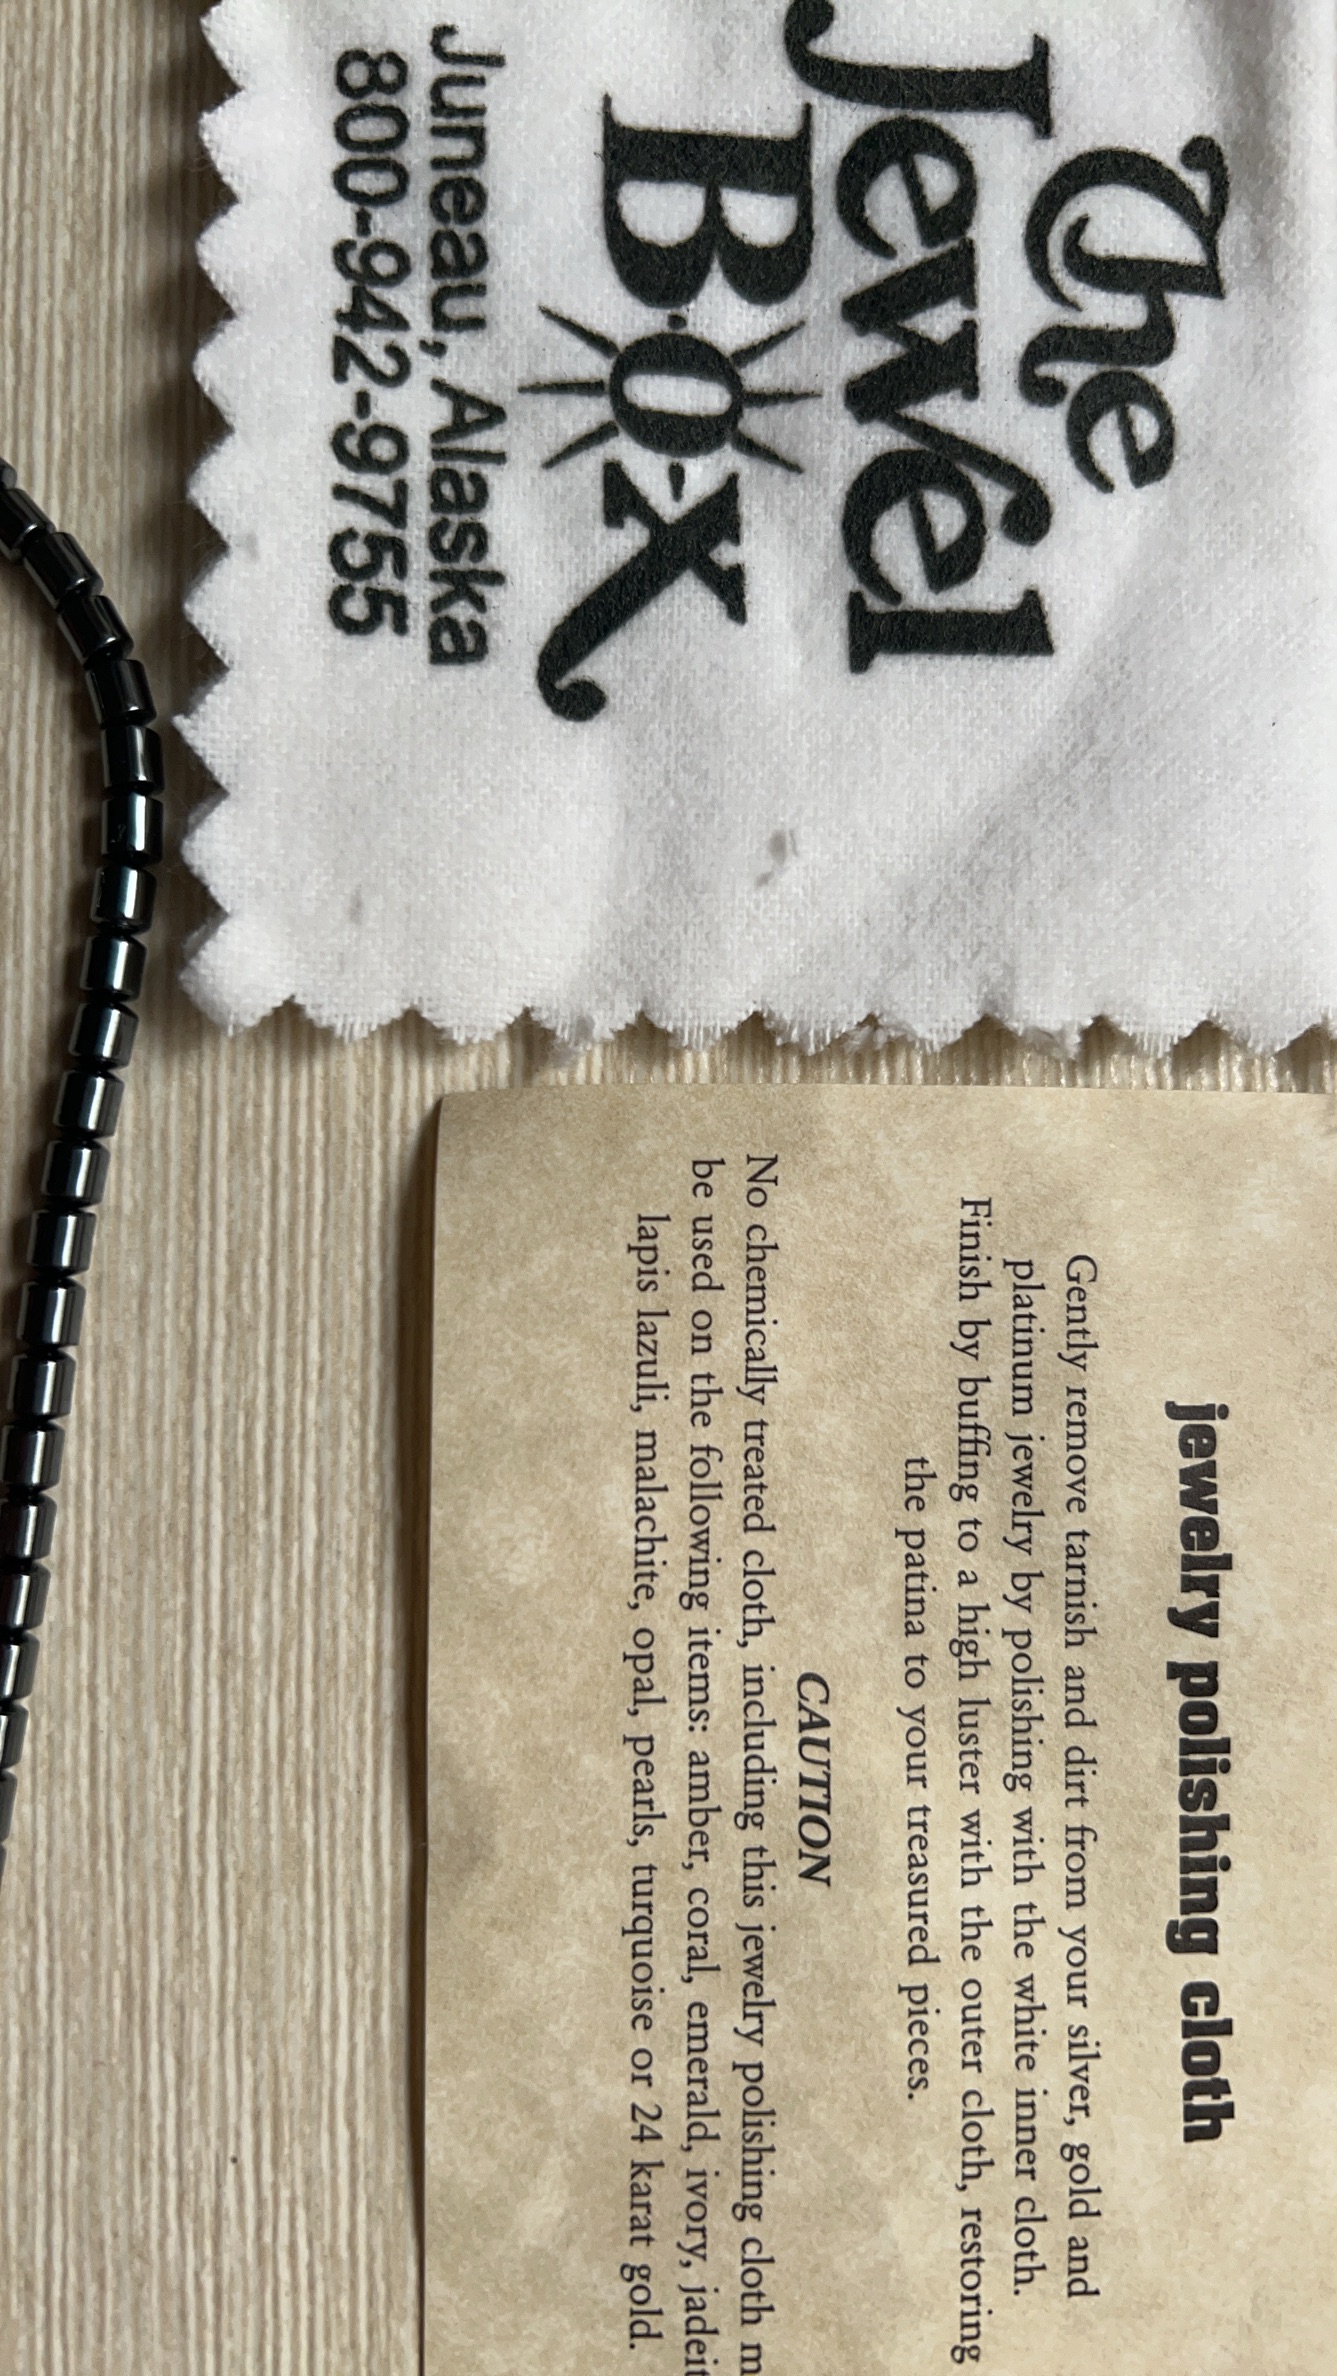 The
Jewel
Box
Juneau, Alaska
800-942-9755
jewelry polishing cloth
Gently remove tarnish and dirt from your silver, gold and
platinum jewelry by polishing with the white inner cloth.
Finish by buffing to a high luster with the outer cloth, restoring
the patina to your treasured pieces.
CAUTION
No chemically treated cloth, including this jewelry polishing cloth
be used on the following items: amber, coral, emerald, ivory,
lapis lazuli, malachite, opal, pearls, turquoise or 24 karat gold.